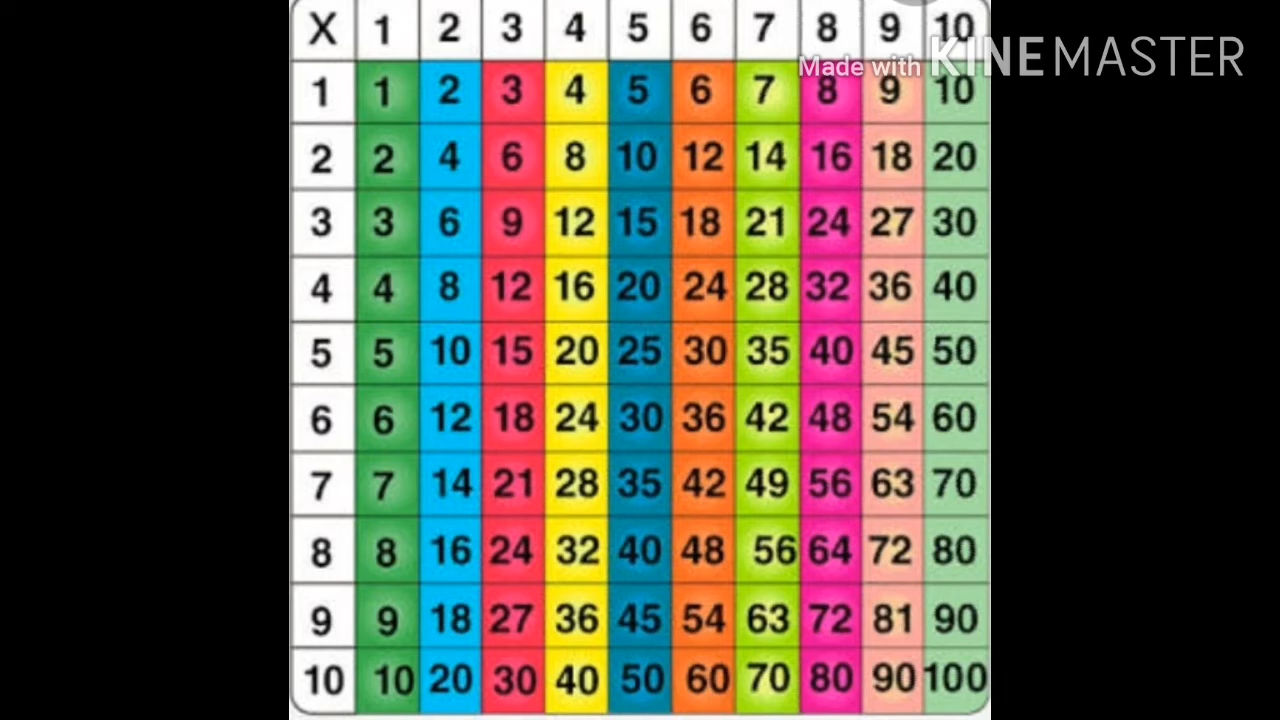 X 1 2 3 4 5 6 7 8 9 10
Made with KINEMASTER
1 1 2 3 4 5 6 7 8 9 10
2 2 4 6 8 10 12 14 16 18 20
3 3 6 9 12 15 18 21 24 27 30
4 4 8 12 16 20 24 28 32 36 40
5 5 10 15 20 25 30 35 40 45 50
6 6 12 18 24 30 36 42 48 54 60
7 7 14 21 28 35 42 49 56 63 70
8 8 16 24 32 40 48 56 64 72 80
9 9 18 27 36 45 54 63 72 81 90
10 10 20 30 40 50 60 70 80 90 100